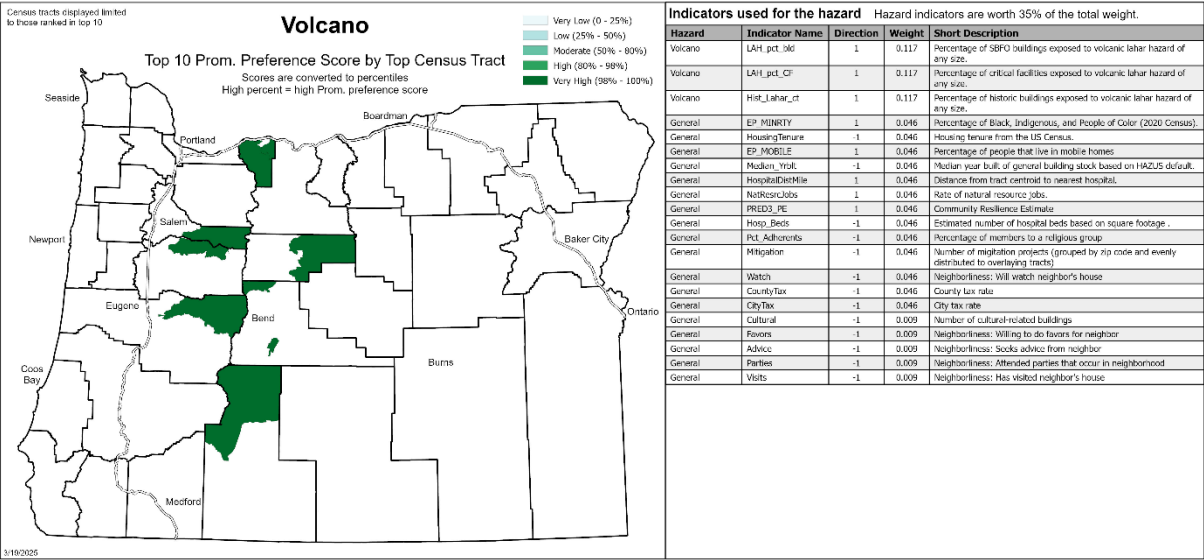 Census tracts displayed limited
to those ranked in top 10
Volcano
Top 10 Prom. Preference Score by Top Census Tract
Scores are converted to percentiles
High percent = high Prom. preference score
Very Low (0 - 25%)
Low (25% - 50%)
Moderate (50% - 80%)
High (80% - 98%)
Very High (98% - 100%)
Seaside
Portland
Boardman
Salem
Newport
Baker City
Eugene
Bend
Ontario
Burns
Coos
Bay
Medford
3/19/2025
Indicators used for the hazard Hazard indicators are worth 35% of the total weight.
Hazard Indicator Name Direction Weight Short Description
Volcano LAH_pct_bld 1 0.117 Percentage of SBFO buildings exposed to volcanic lahar hazard of
any size.
Volcano LAH_pct_CF 1 0.117 Percentage of critical facilities exposed to volcanic lahar hazard of
any size.
Volcano Hist_Lahar_ct 1 0.117 Percentage of historic buildings exposed to volcanic lahar hazard of
any size.
General EP_MINRTY 1 0.046 Percentage of Black, Indigenous, and People of Color (2020 Census).
General HousingTenure -1 0.046 Housing tenure from the US Census.
General EP_MOBILE 1 0.046 Percentage of people that live in mobile homes
General Median_Yrblt -1 0.046 Median year built of general building stock based on HAZUS default.
General HospitalDistMile 1 0.046 Distance from tract centroid to nearest hospital.
General NatResrcJobs 1 0.046 Rate of natural resource jobs.
General PRED3_PE 1 0.046 Community Resilience Estimate
General Hosp_Beds -1 0.046 Estimated number of hospital beds based on square footage .
General Pct_Adherents -1 0.046 Percentage of members to a religious group
General Mitigation -1 0.046 Number of migitation projects (grouped by zip code and evenly
distributed to overlaying tracts)
General Watch -1 0.046 Neighborliness: Will watch neighbor's house
General CountyTax -1 0.046 County tax rate
General CityTax -1 0.046 City tax rate
General Cultural -1 0.009 Number of cultural-related buildings
General Favors -1 0.009 Neighborliness: Willing to do favors for neighbor
General Advice -1 0.009 Neighborliness: Seeks advice from neighbor
General Parties -1 0.009 Neighborliness: Attended parties that occur in neighborhood
General Visits -1 0.009 Neighborliness: Has visited neighbor's house